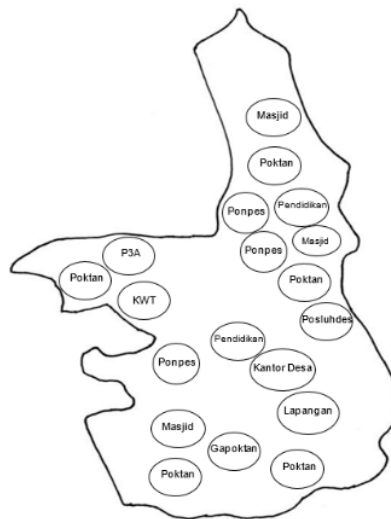 Masjid
Poktan
Pendidikan
Ponpes
Masjid
Ponpes
P3A
Poktan
Poktan
KWT
Posluhdes
Pendidikan
Ponpes
Kantor Desa
Lapangan
Masjid
Gapoktan
Poktan
Poktan